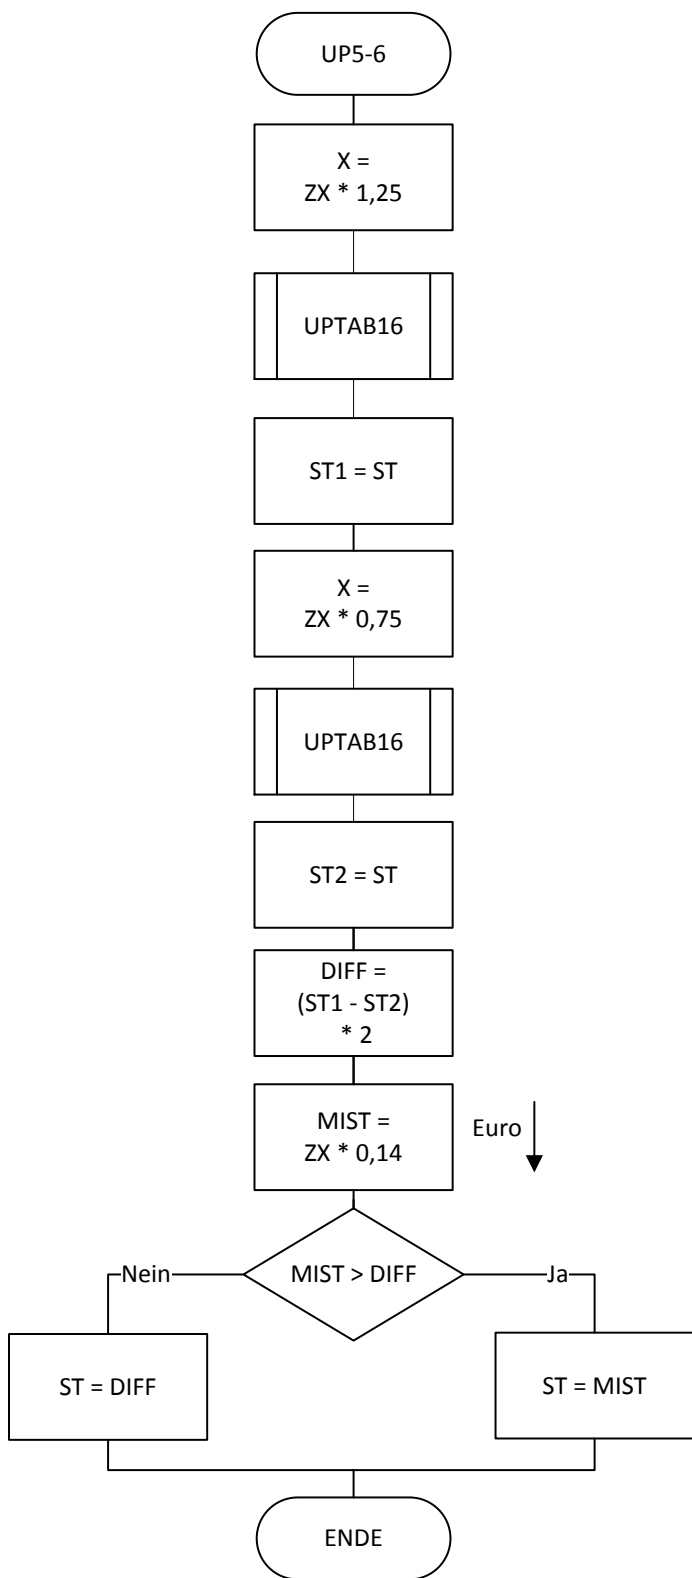 UP5-6
X =
ZX * 1,25
UPTAB16
ST1 = ST
X =
ZX * 0,75
UPTAB16
ST2 = ST
DIFF =
(ST1 - ST2)
* 2
MIST =
ZX * 0,14
Euro
Nein
MIST > DIFF
Ja
ST = DIFF
ST = MIST
ENDE